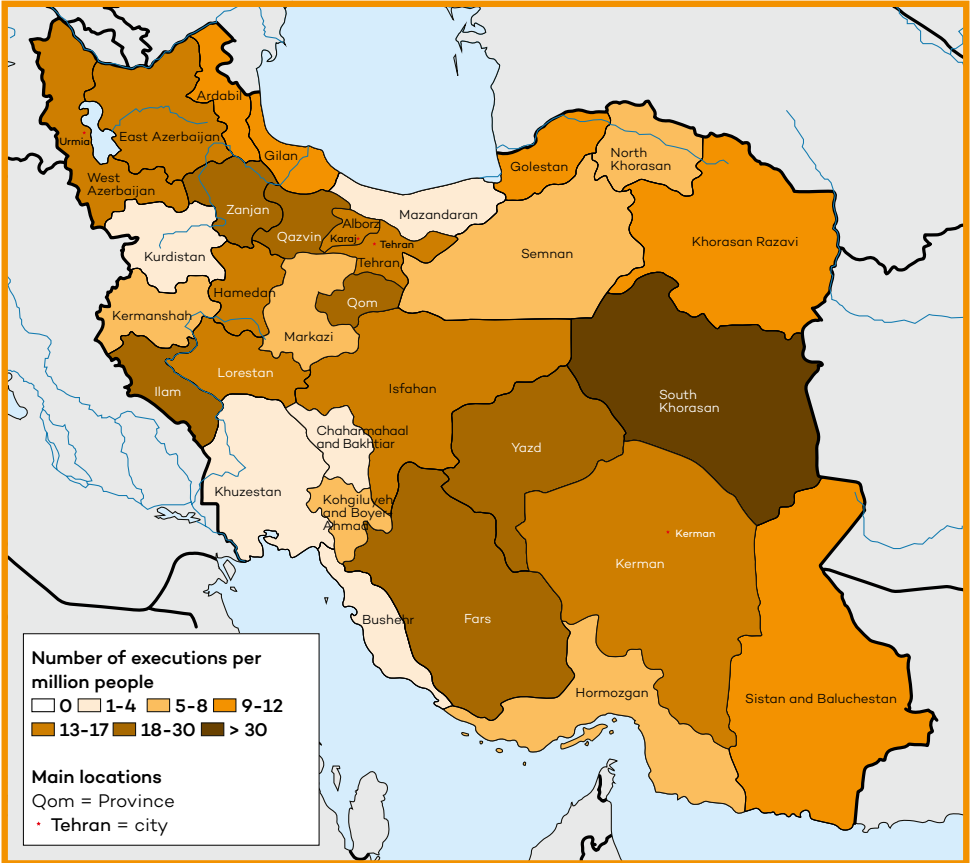 Ardabil
Urmia
East Azerbaijan
Gilan
Golestan
North
Khorasan
West
Azerbaijan
Zanjan
Mazandaran
Alborz
Qazvin
Karaj
Tehran
Khorasan Razavi
Kurdistan
Semnan
Tehran
Hamedan
Qom
Kermanshah
Markazi
Lorestan
Isfahan
Ilam
South
Khorasan
Chaharmahaal
and Bakhtiar
Yazd
Khuzestan
Kohgiluyeh
and Boyer-
Ahmad
Kerman
Kerman
Bushehr
Fars
Hormozgan
Sistan and Baluchestan
Number of executions per
million people
0 1-4 5-8 9-12
13-17 18-30 > 30
Main locations
Qom = Province
Tehran = city